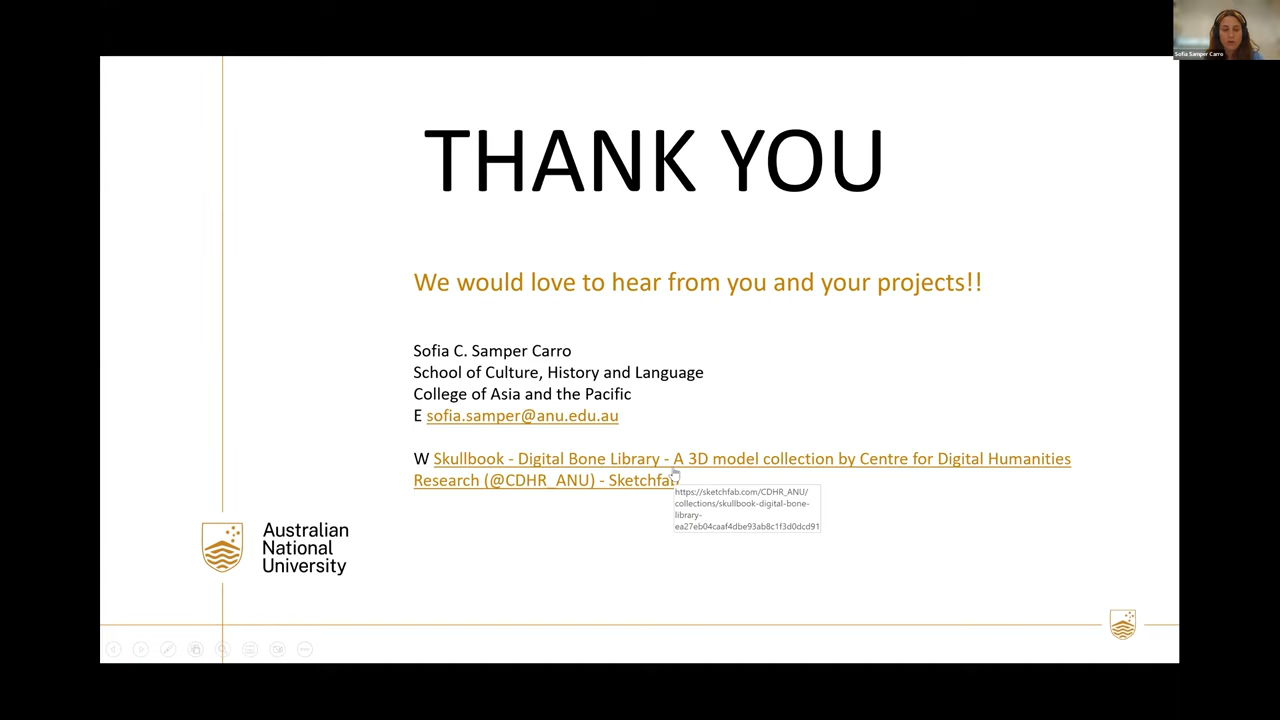 Sofia Samper Carro
THANK YOU
We would love to hear from you and your projects!!
Sofia C. Samper Carro
School of Culture, History and Language
College of Asia and the Pacific
E sofia.samper@anu.edu.au
W Skullbook - Digital Bone Library - A 3D model collection by Centre for Digital Humanities
Research (@CDHR_ANU) - Sketchfab
https://sketchfab.com/CDHR_ANU/
collections/skullbook-digital-bone-
library-
ea27eb04caaf4dbe93ab8c1f3d0dcd91
Australian
National
University